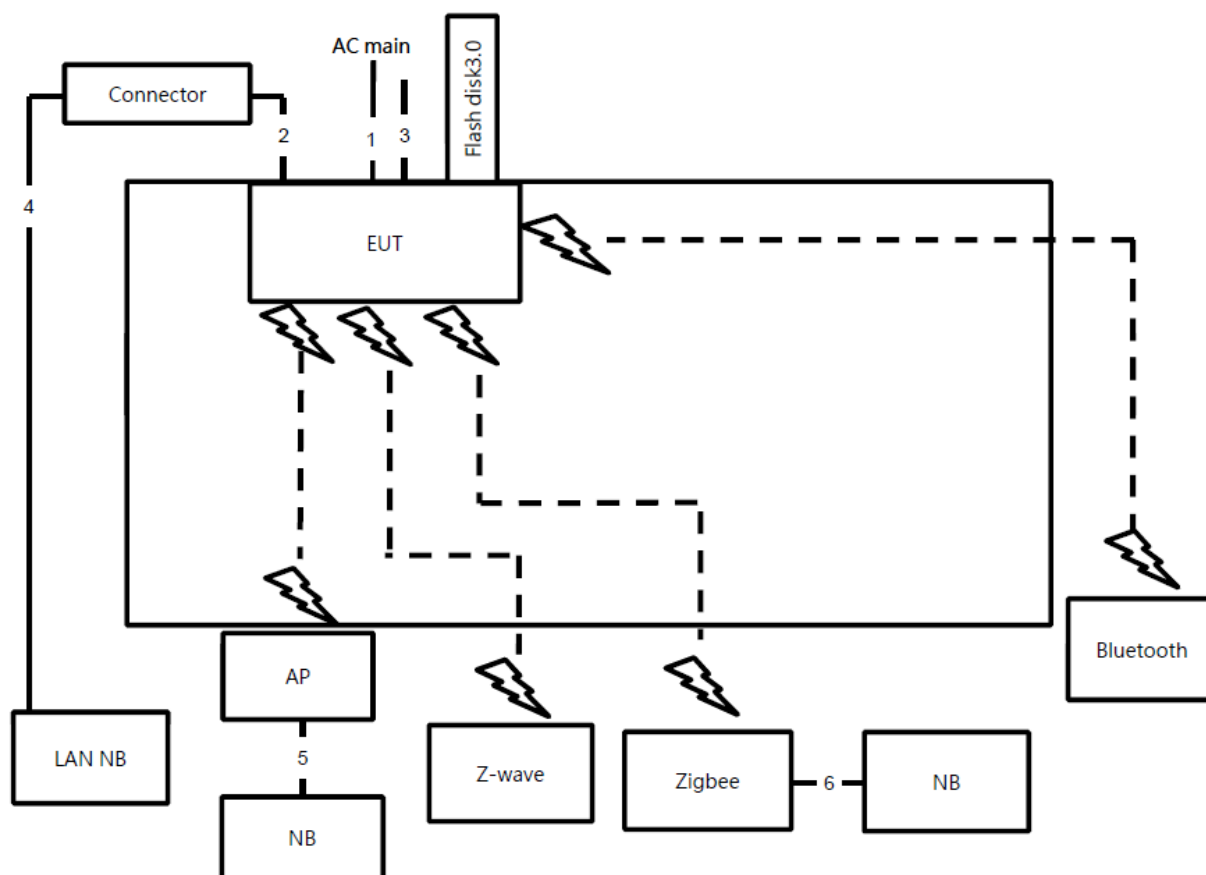 AC main
Flash disk3.0
Connector
2
1
3
4
EUT
Bluetooth
AP
LAN NB
5
Z-wave
Zigbee
6
NB
NB